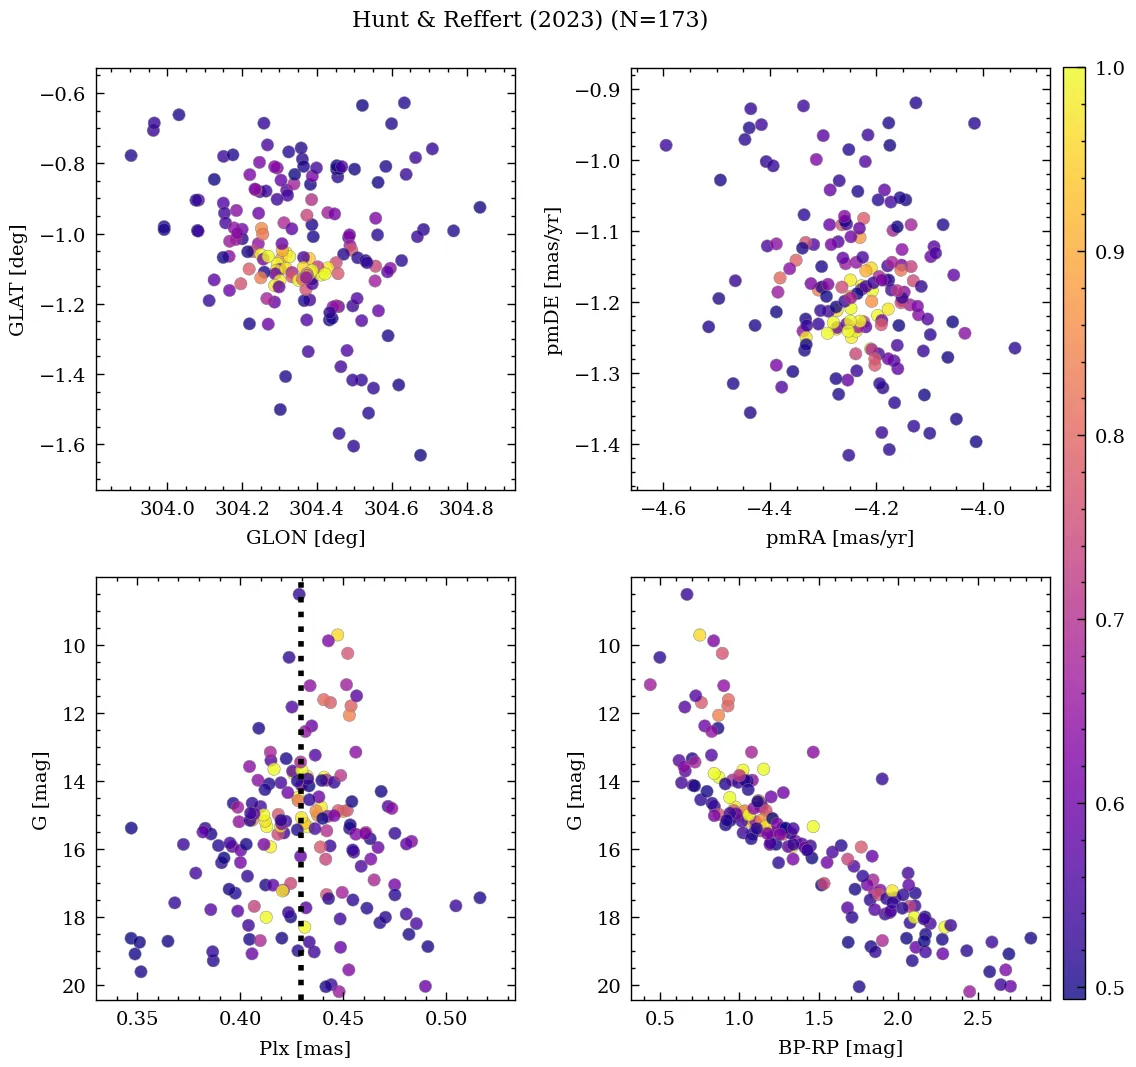 Hunt & Reffert (2023) (N=173)
−0.6
−0.8
−1.0
−1.2
−1.4
−1.6
GLAT [deg]
304.0 304.2 304.4 304.6 304.8
GLON [deg]
−0.9
−1.0
−1.1
−1.2
−1.3
−1.4
pmDE [mas/yr]
−4.6 −4.4 −4.2 −4.0
pmRA [mas/yr]
10
12
14
16
18
20
G [mag]
0.35 0.40 0.45 0.50
Plx [mas]
10
12
14
16
18
20
G [mag]
0.5 1.0 1.5 2.0 2.5
BP-RP [mag]
1.0
0.9
0.8
0.7
0.6
0.5